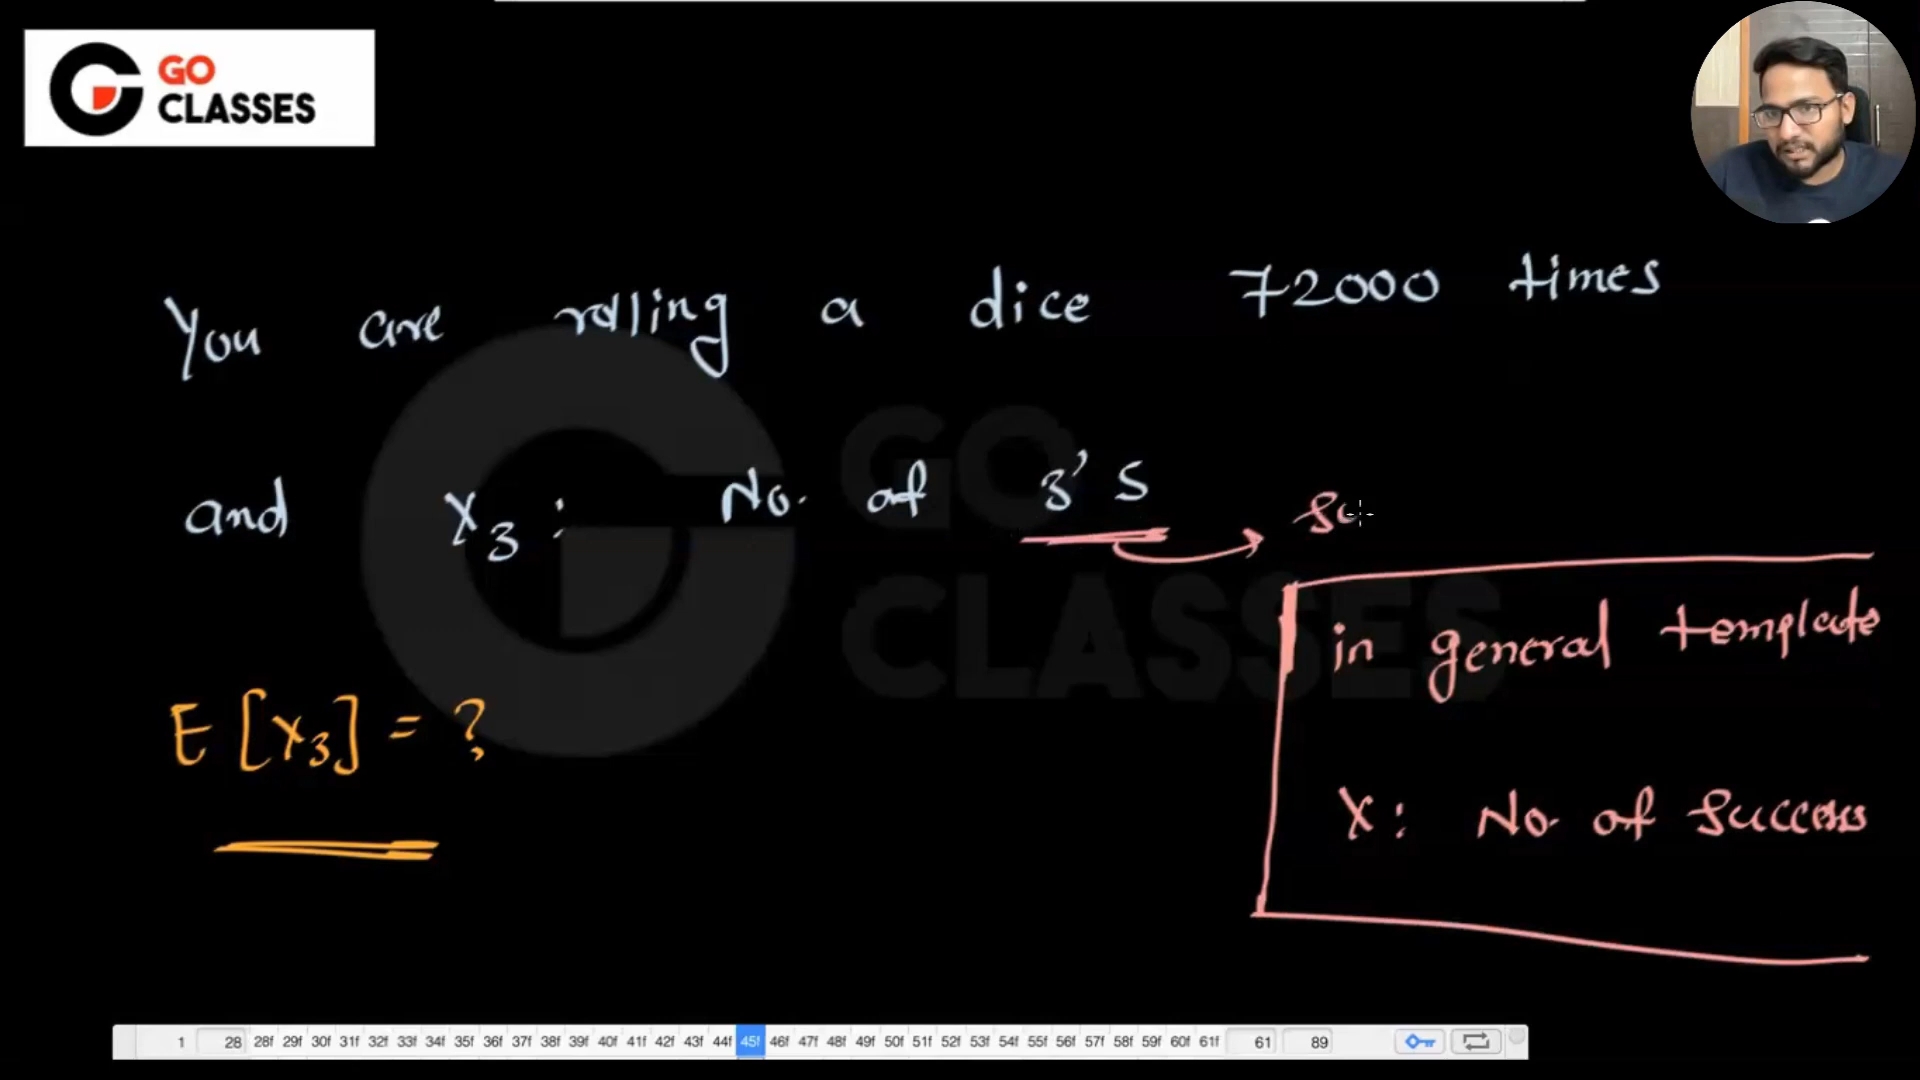 GO
CLASSES
You are rolling a dice 72000 times
and X3 : No. of 3's
in general template
E [X3] = ?
X : No. of success
GO
CLASSES
1 28 28f 29f 30f 31f 32f 33f 34f 35f 36f 37f 38f 39f 40f 41f 42f 43f 44f 45f 46f 47f 48f 49f 50f 51f 52f 53f 54f 55f 56f 57f 58f 59f 60f 61f 61 89